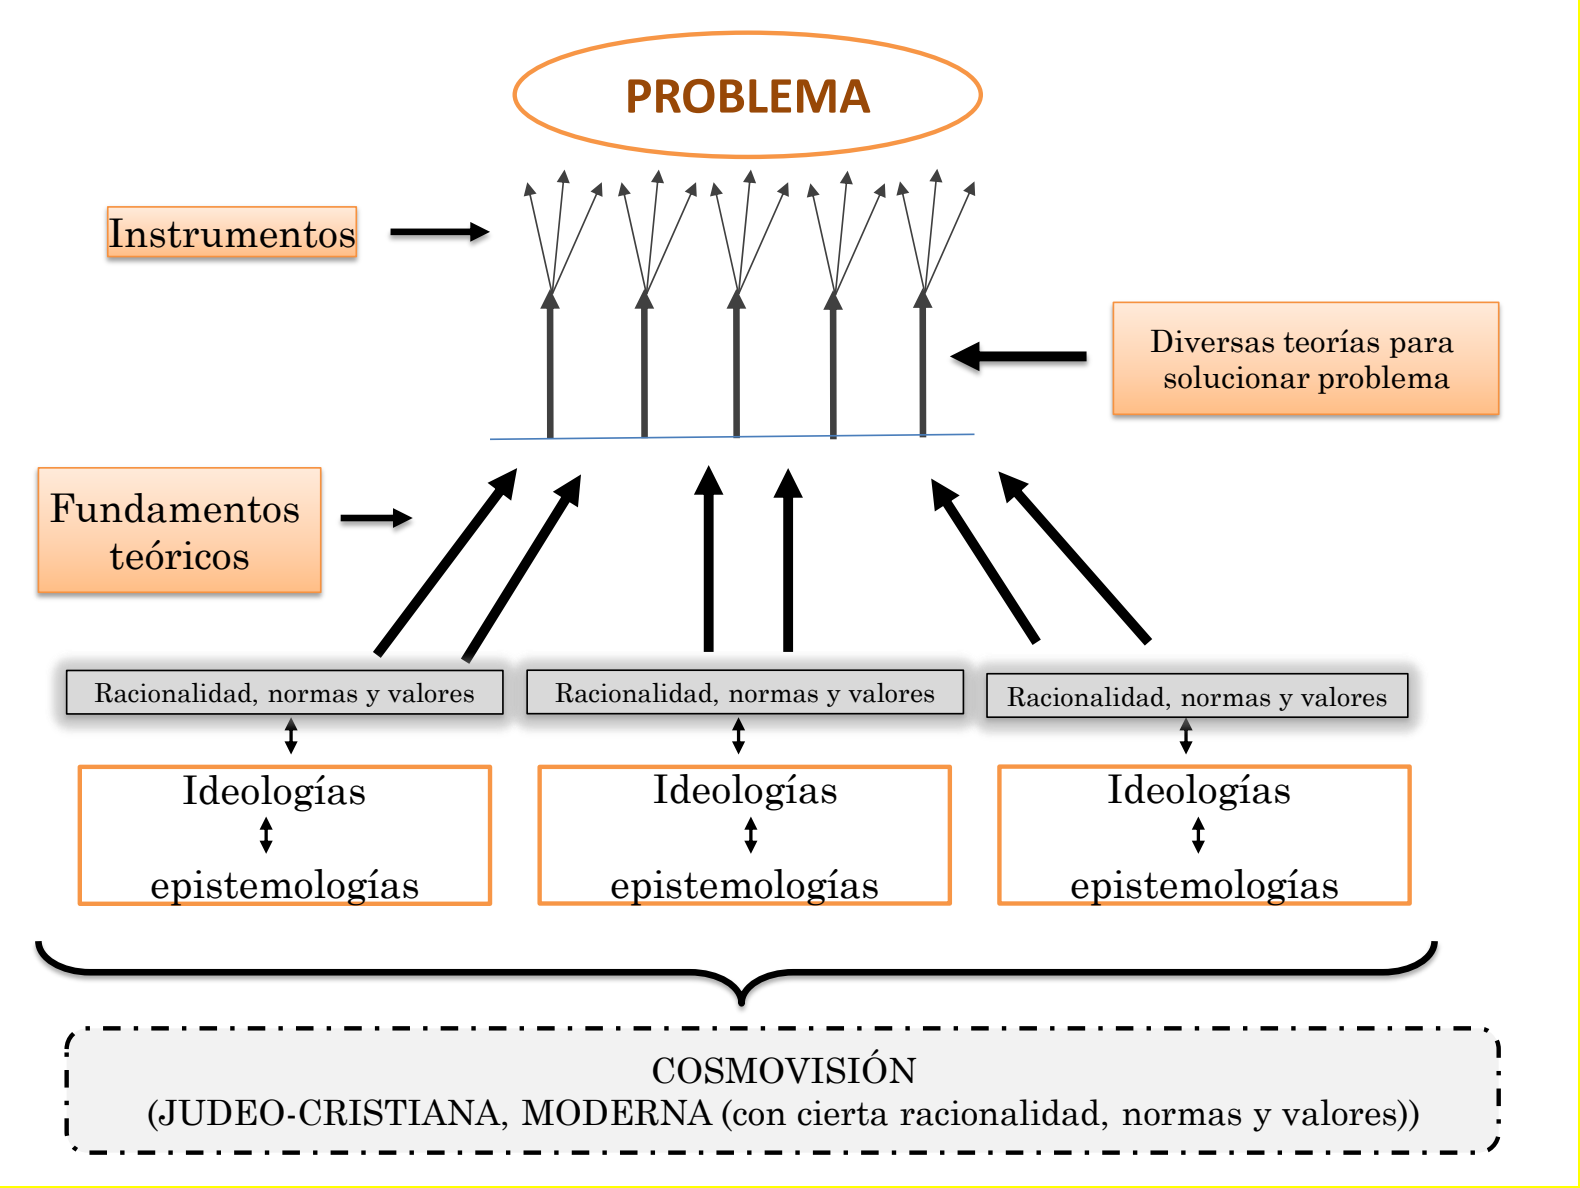 PROBLEMA
Instrumentos
Diversas teorías para
solucionar problema
Fundamentos
teóricos
Racionalidad, normas y valores
Racionalidad, normas y valores
Racionalidad, normas y valores
Ideologías
epistemologías
Ideologías
epistemologías
Ideologías
epistemologías
COSMOVISIÓN
(JUDEO-CRISTIANA, MODERNA (con cierta racionalidad, normas y valores))